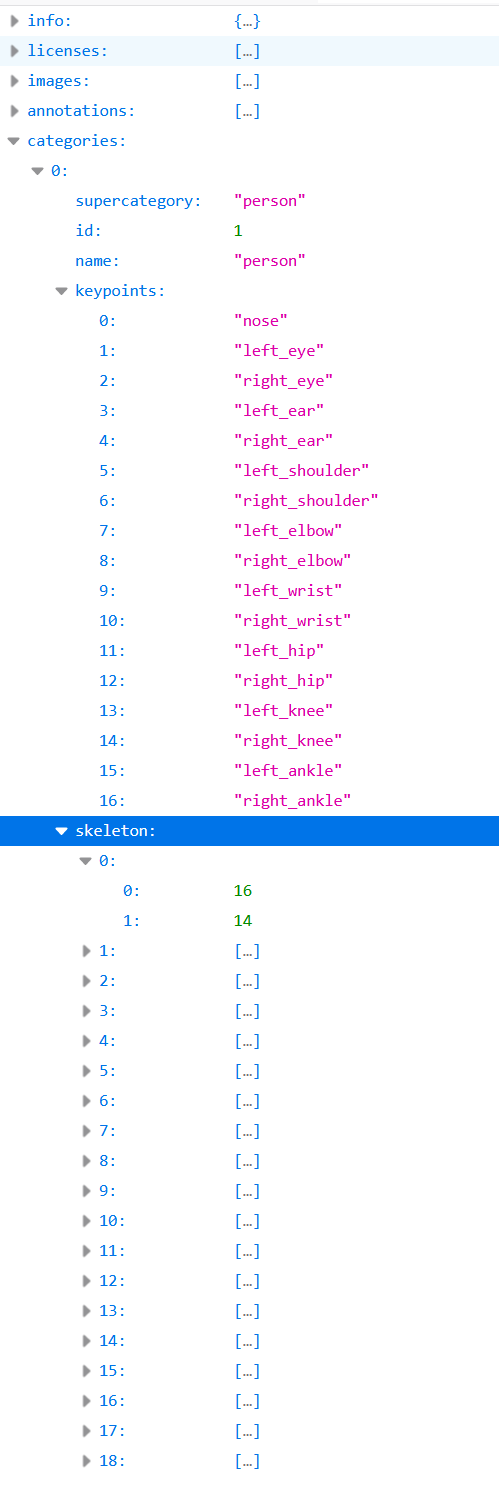 info: {…}
licenses: […]
images: […]
annotations: […]
categories:
0:
supercategory: "person"
id: 1
name: "person"
keypoints:
0: "nose"
1: "left_eye"
2: "right_eye"
3: "left_ear"
4: "right_ear"
5: "left_shoulder"
6: "right_shoulder"
7: "left_elbow"
8: "right_elbow"
9: "left_wrist"
10: "right_wrist"
11: "left_hip"
12: "right_hip"
13: "left_knee"
14: "right_knee"
15: "left_ankle"
16: "right_ankle"
skeleton:
0:
0: 16
1: 14
1: […]
2: […]
3: […]
4: […]
5: […]
6: […]
7: […]
8: […]
9: […]
10: […]
11: […]
12: […]
13: […]
14: […]
15: […]
16: […]
17: […]
18: […]